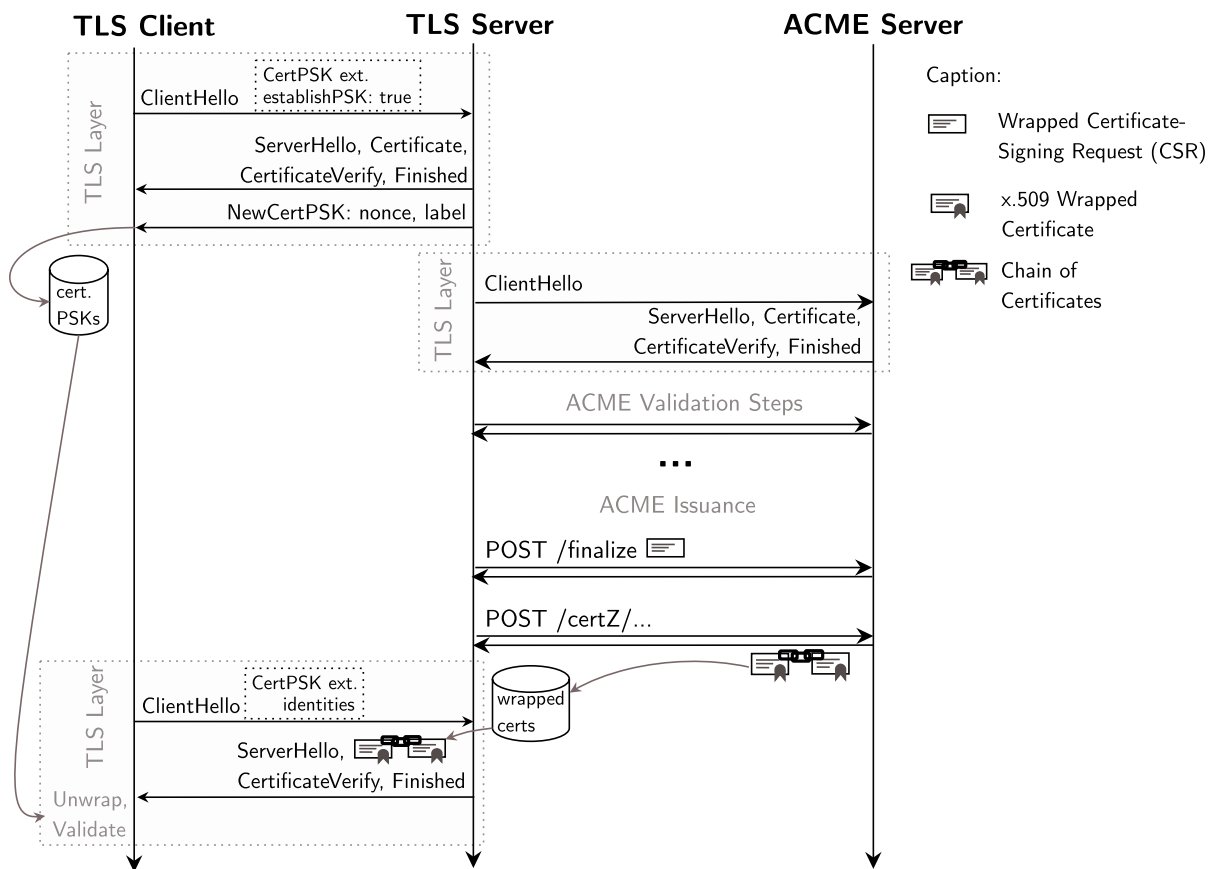 TLS Client
TLS Server
ACME Server
TLS Layer
CertPSK ext.
establishPSK: true
ClientHello
ServerHello, Certificate,
CertificateVerify, Finished
NewCertPSK: nonce, label
cert.
PSKs
TLS Layer
ClientHello
ServerHello, Certificate,
CertificateVerify, Finished
ACME Validation Steps
...
ACME Issuance
POST /finalize
POST /certZ/...
wrapped
certs
TLS Layer
CertPSK ext.
identities
ClientHello
ServerHello,
CertificateVerify, Finished
Unwrap,
Validate
Caption:
Wrapped Certificate-
Signing Request (CSR)
x.509 Wrapped
Certificate
Chain of
Certificates